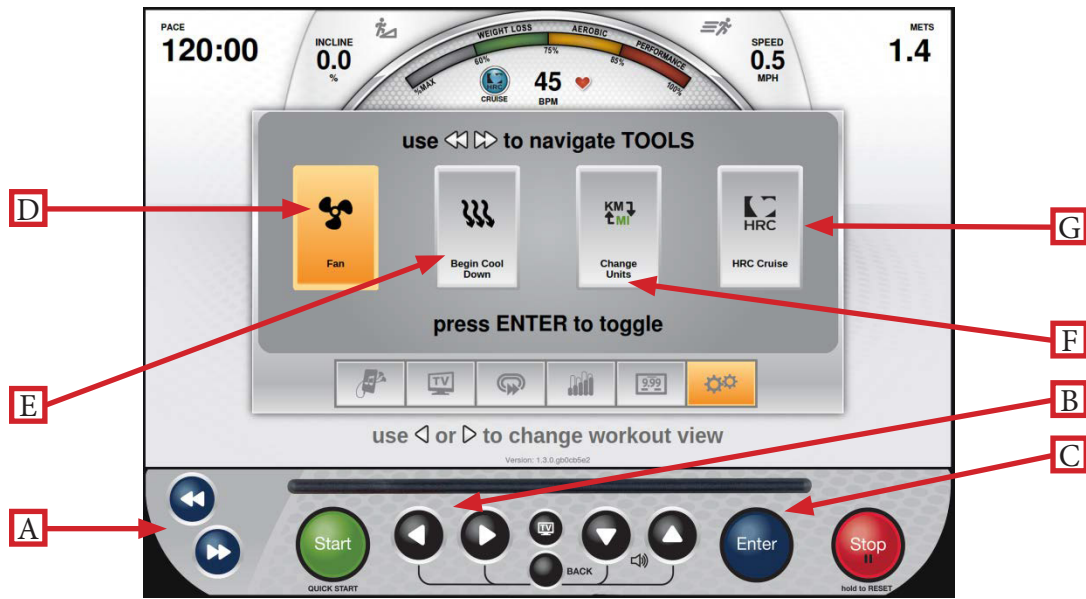 PACE
120:00
INCLINE
0.0
%
WEIGHT LOSS
AEROBIC
PERFORMANCE
%MAX
60%
75%
85%
100%
HRC
CRUISE
45
BPM
SPEED
0.5
MPH
METS
1.4
use to navigate TOOLS
Fan
Begin Cool
Down
KM
MI
Change
Units
HRC
HRC Cruise
press ENTER to toggle
TV
9.99
use or to change workout view
Version: 1.3.0.gb0cb5e2
Start
QUICK START
TV
BACK
Enter
Stop
hold to RESET
D
E
A
G
F
B
C